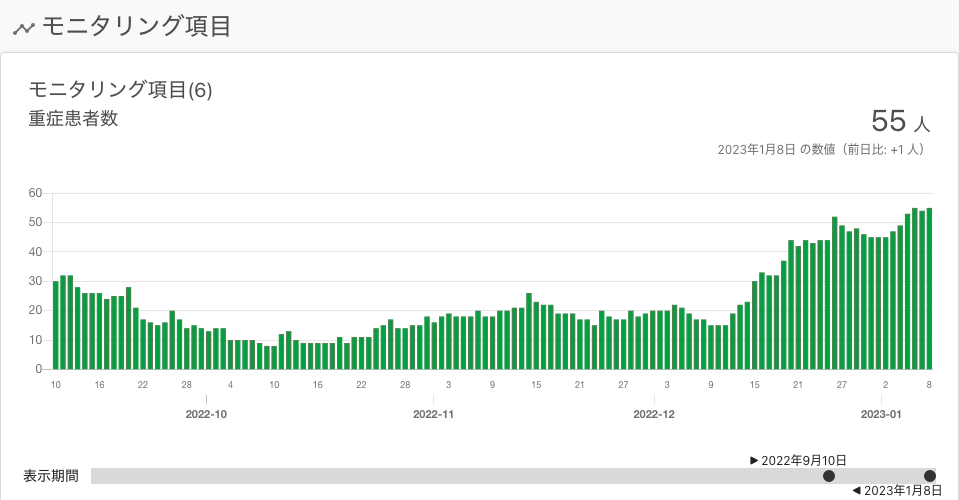 モニタリング項目
モニタリング項目(6)
重症患者数
55 人
2023年1月8日 の数値（前日比: +1 人）
60
50
40
30
20
10
0
10 16 22 28 4 10 16 22 28 3 9 15 21 27 3 9 15 21 27 2 8
2022-10 2022-11 2022-12 2023-01
▶ 2022年9月10日
表示期間
◀ 2023年1月8日